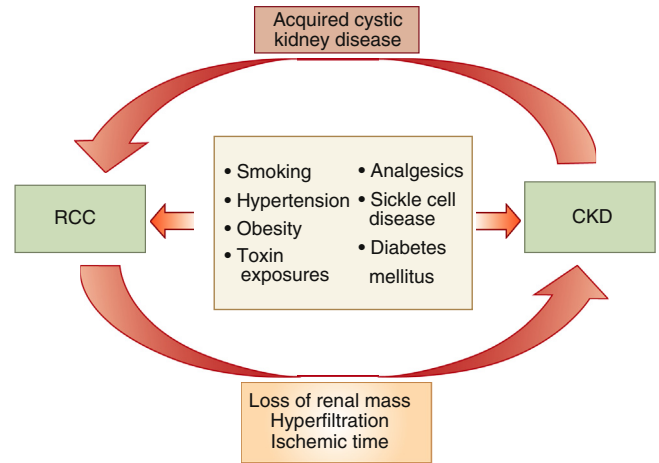 Acquired cystic
kidney disease
RCC
• Smoking
• Hypertension
• Obesity
• Toxin
exposures
• Analgesics
• Sickle cell
disease
• Diabetes
mellitus
CKD
Loss of renal mass
Hyperfiltration
Ischemic time